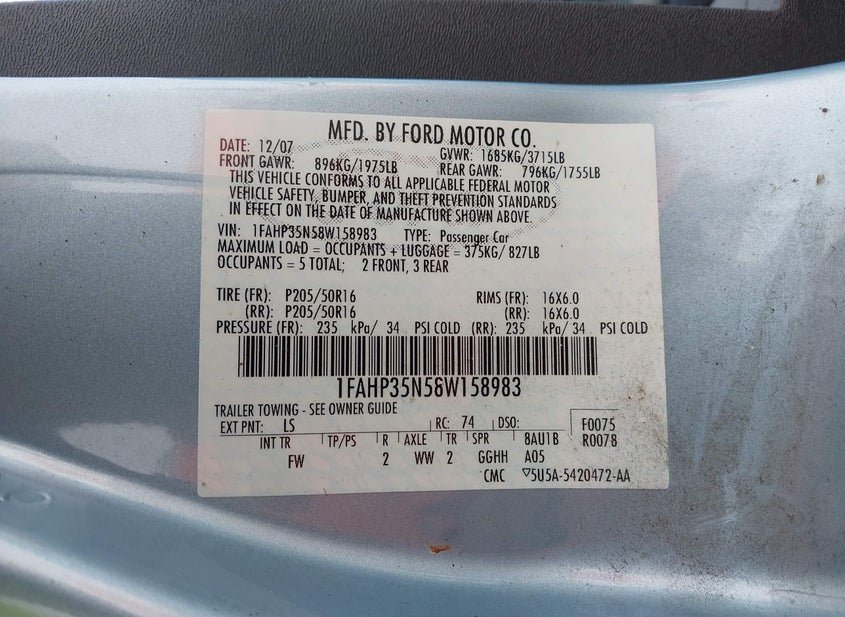 MFD. BY FORD MOTOR CO.
DATE: 12/07 GVWR: 1685KG/3715LB
FRONT GAWR: 896KG/1975LB REAR GAWR: 796KG/1755LB
THIS VEHICLE CONFORMS TO ALL APPLICABLE FEDERAL MOTOR
VEHICLE SAFETY, BUMPER, AND THEFT PREVENTION STANDARDS
IN EFFECT ON THE DATE OF MANUFACTURE SHOWN ABOVE.
VIN: 1FAHP35N58W158983 TYPE: Passenger Car
MAXIMUM LOAD = OCCUPANTS + LUGGAGE = 375KG/ 827LB
OCCUPANTS = 5 TOTAL; 2 FRONT, 3 REAR
TIRE (FR): P205/50R16 RIMS (FR): 16X6.0
(RR): P205/50R16 (RR): 16X6.0
PRESSURE (FR): 235 kPa/ 34 PSI COLD (RR): 235 kPa/ 34 PSI COLD
1FAHP35N58W158983
TRAILER TOWING - SEE OWNER GUIDE
EXT PNT: LS RC: 74 DSO: F0075
INT TR TP/PS R AXLE TR SPR 8AU1B R0078
FW 2 WW 2 GGHH A05
CMC ▽5U5A-5420472-AA